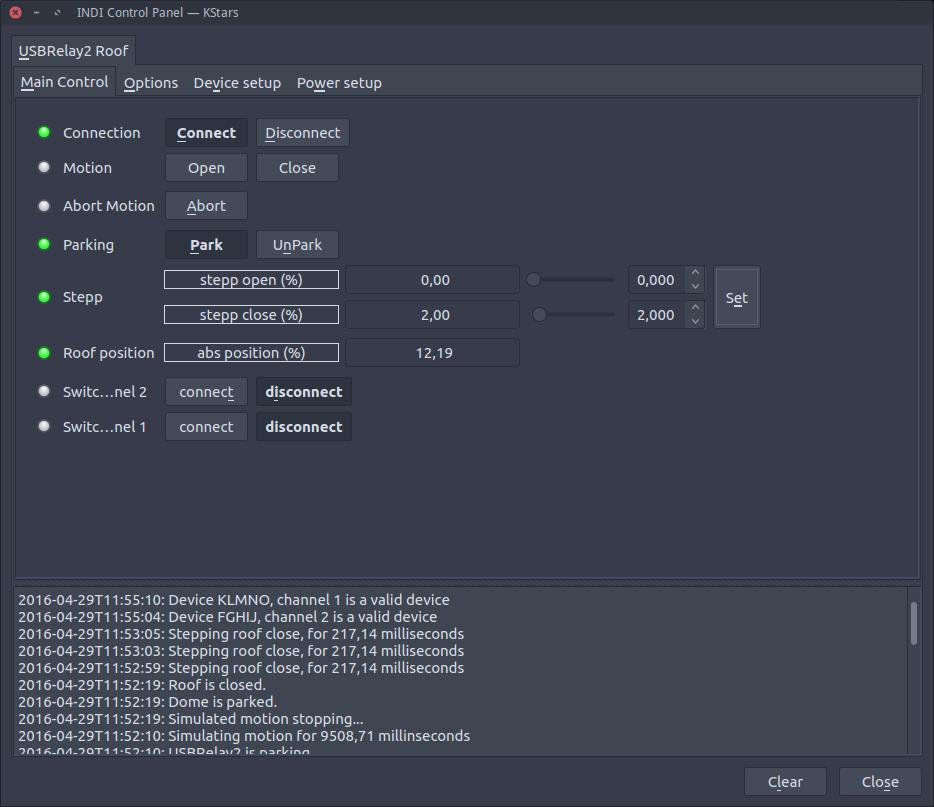 INDI Control Panel — KStars
USBRelay2 Roof
Main Control Options Device setup Power setup
Connection Connect Disconnect
Motion Open Close
Abort Motion Abort
Parking Park UnPark
stepp open (%) 0,00 0,000
Stepp Set
stepp close (%) 2,00 2,000
Roof position abs position (%) 12,19
Switc...nel 2 connect disconnect
Switc...nel 1 connect disconnect
2016-04-29T11:55:10: Device KLMNO, channel 1 is a valid device
2016-04-29T11:55:04: Device FGHIJ, channel 2 is a valid device
2016-04-29T11:53:05: Stepping roof close, for 217,14 milliseconds
2016-04-29T11:53:03: Stepping roof close, for 217,14 milliseconds
2016-04-29T11:52:59: Stepping roof close, for 217,14 milliseconds
2016-04-29T11:52:19: Roof is closed.
2016-04-29T11:52:19: Dome is parked.
2016-04-29T11:52:19: Simulated motion stopping...
2016-04-29T11:52:10: Simulating motion for 9508,71 millinseconds
2016-04-29T11:52:10: USBRelay2 is parking
Clear Close